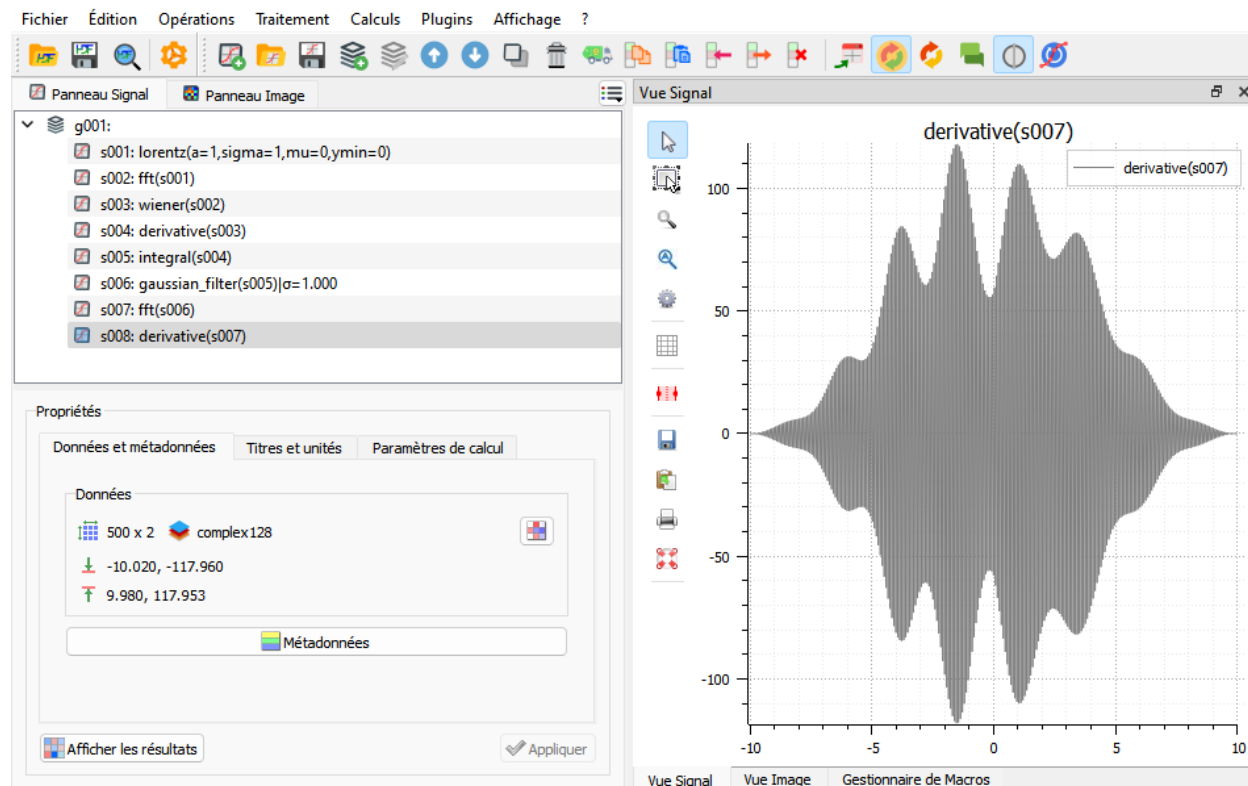 Fichier Édition Opérations Traitement Calculs Plugins Affichage ?
Panneau Signal Panneau Image
g001:
s001: lorentz(a=1,sigma=1,mu=0,ymin=0)
s002: fft(s001)
s003: wiener(s002)
s004: derivative(s003)
s005: integral(s004)
s006: gaussian_filter(s005)|σ=1.000
s007: fft(s006)
s008: derivative(s007)
Propriétés
Données et métadonnées Titres et unités Paramètres de calcul
Données
500 x 2 complex128
-10.020, -117.960
9.980, 117.953
Métadonnées
Afficher les résultats Appliquer
Vue Signal
derivative(s007)
derivative(s007)
100
50
0
-50
-100
-10 -5 0 5 10
Vue Signal Vue Image Gestionnaire de Macros